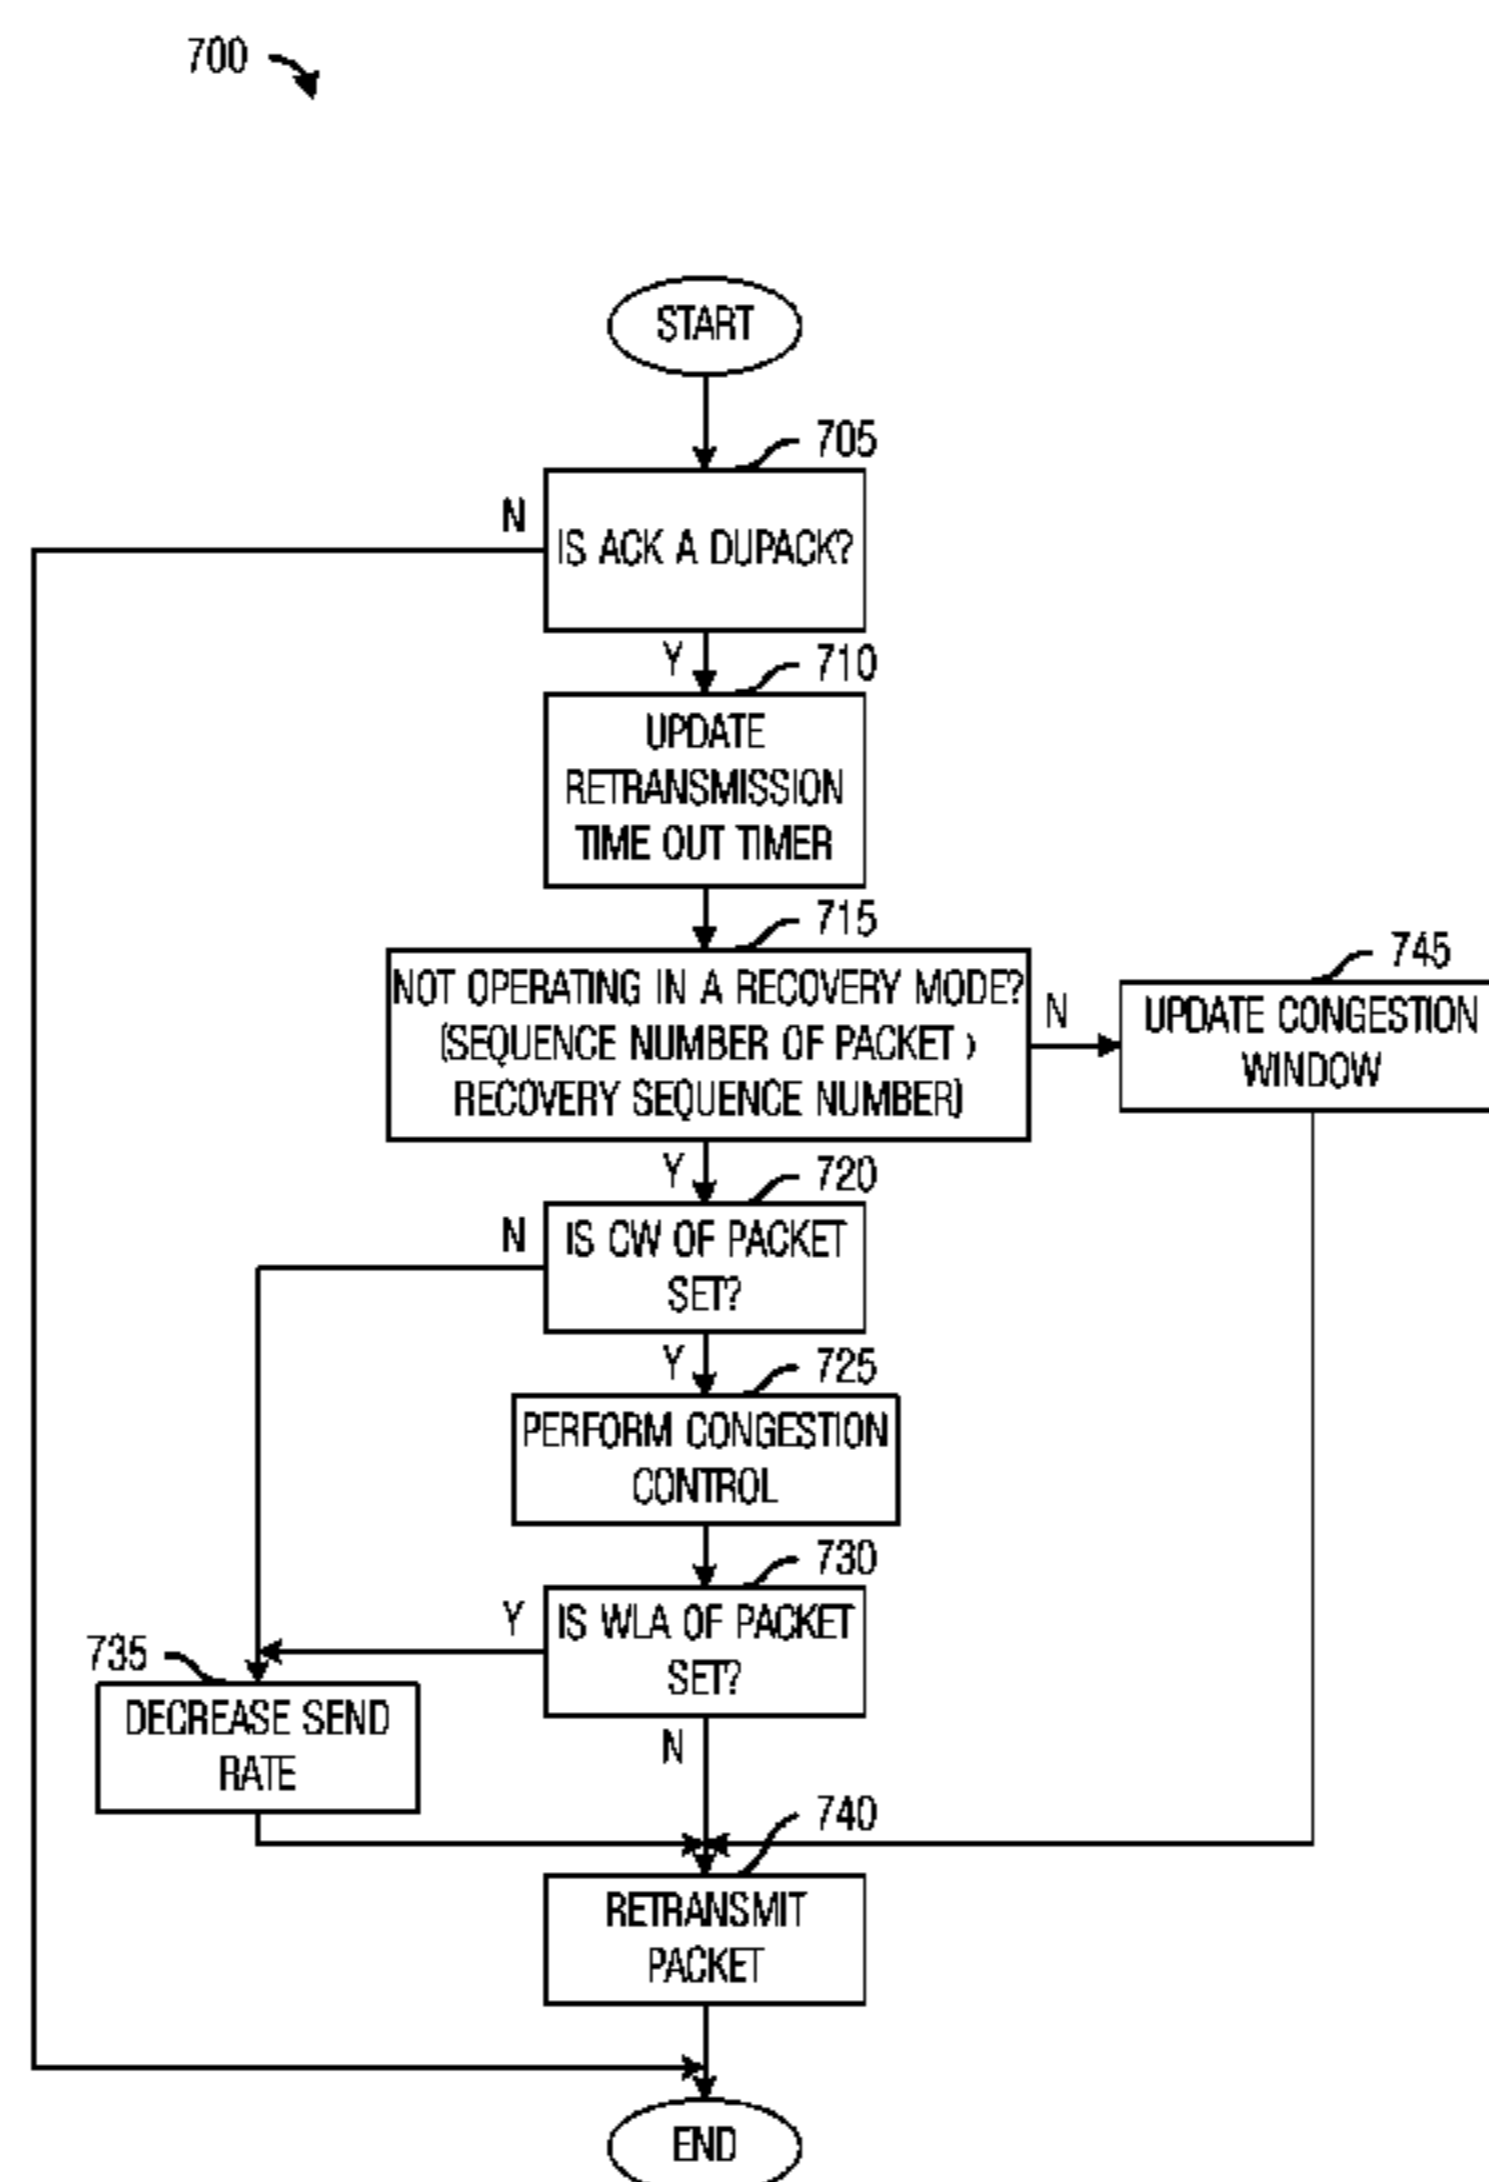 700
START
705
N
IS ACK A DUPACK?
Y
710
UPDATE
RETRANSMISSION
TIME OUT TIMER
715
745
NOT OPERATING IN A RECOVERY MODE?
(SEQUENCE NUMBER OF PACKET >
RECOVERY SEQUENCE NUMBER)
N
UPDATE CONGESTION
WINDOW
Y
720
N
IS CW OF PACKET
SET?
Y
725
PERFORM CONGESTION
CONTROL
730
Y
IS WLA OF PACKET
SET?
735
DECREASE SEND
RATE
N
740
RETRANSMIT
PACKET
END